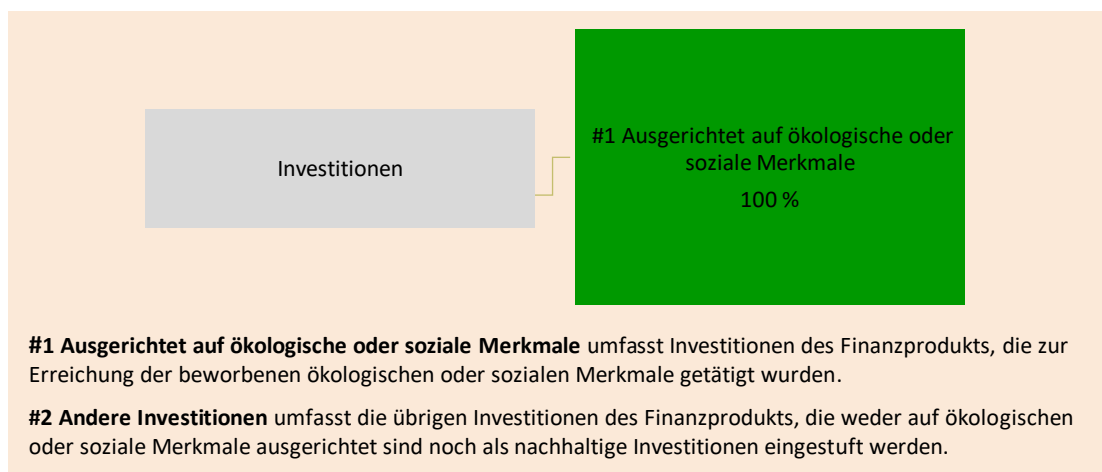 Investitionen
#1 Ausgerichtet auf ökologische oder
soziale Merkmale
100 %
#1 Ausgerichtet auf ökologische oder soziale Merkmale umfasst Investitionen des Finanzprodukts, die zur
Erreichung der beworbenen ökologischen oder sozialen Merkmale getätigt wurden.
#2 Andere Investitionen umfasst die übrigen Investitionen des Finanzprodukts, die weder auf ökologischen
oder soziale Merkmale ausgerichtet sind noch als nachhaltige Investitionen eingestuft werden.